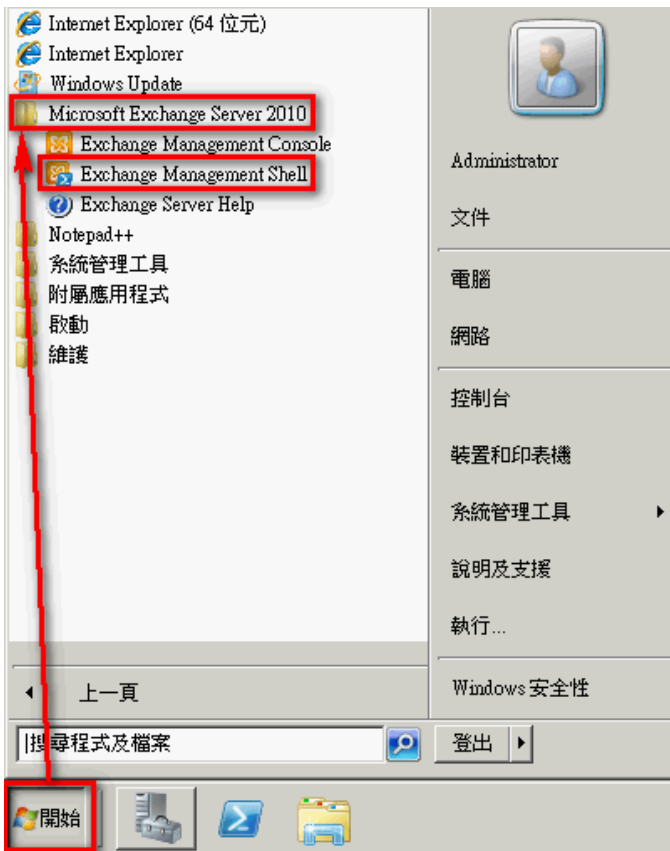 Internet Explorer (64 位元)
Internet Explorer
Windows Update
Microsoft Exchange Server 2010
Exchange Management Console
Exchange Management Shell
Exchange Server Help
Notepad++
系統管理工具
附屬應用程式
啟動
維護
上一頁
搜尋程式及檔案
Administrator
文件
電腦
網路
控制台
裝置和印表機
系統管理工具
說明及支援
執行...
Windows 安全性
登出
開始